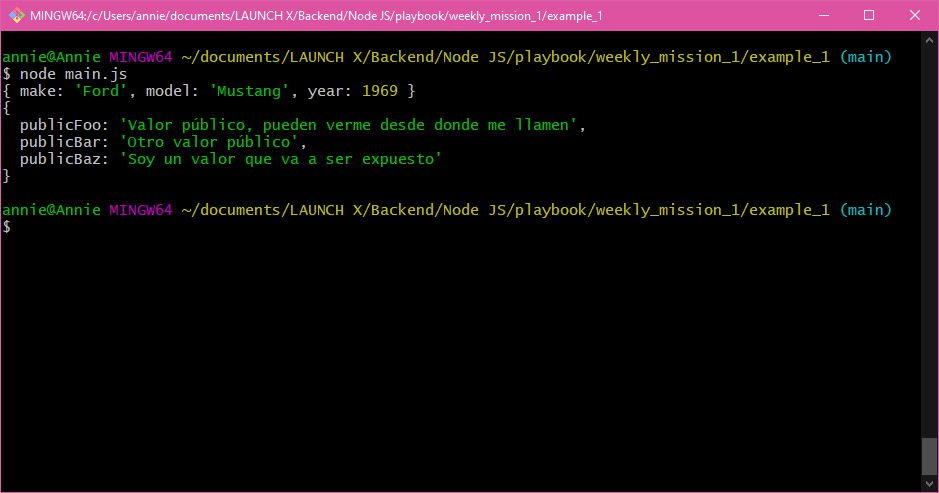 MINGW64:/c/Users/annie/documents/LAUNCH X/Backend/Node JS/playbook/weekly_mission_1/example_1
annie@Annie MINGW64 ~/documents/LAUNCH X/Backend/Node JS/playbook/weekly_mission_1/example_1 (main)
$ node main.js
{ make: 'Ford', model: 'Mustang', year: 1969 }
{
  publicFoo: 'Valor público, pueden verme desde donde me llamen',
  publicBar: 'Otro valor público',
  publicBaz: 'Soy un valor que va a ser expuesto'
}
annie@Annie MINGW64 ~/documents/LAUNCH X/Backend/Node JS/playbook/weekly_mission_1/example_1 (main)
$